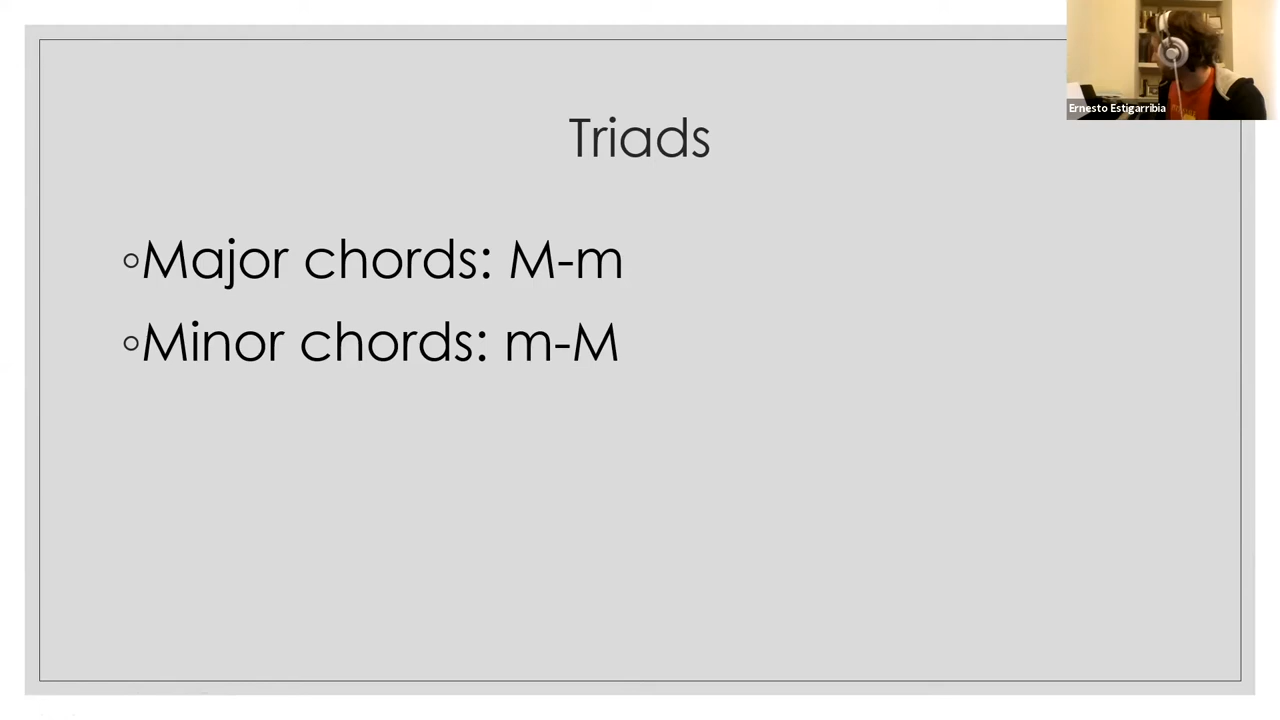 Ernesto Estigarribia
Triads
◦Major chords: M-m
◦Minor chords: m-M